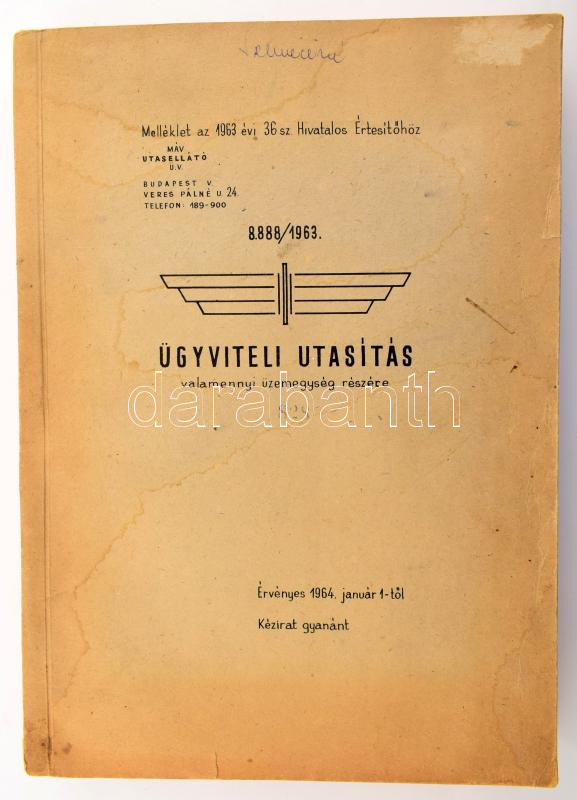 Melléklet az 1963 évi 36 sz. Hivatalos Értesítőhöz
MÁV
UTASELLÁTÓ
U.V.
BUDAPEST V.
VERES PÁLNÉ U. 24.
TELEFON: 189-900
8.888/1963.
ÜGYVITELI UTASÍTÁS
valamennyi üzemegység részére
darabanth
Érvényes 1964. január 1-től
Kézirat gyanánt